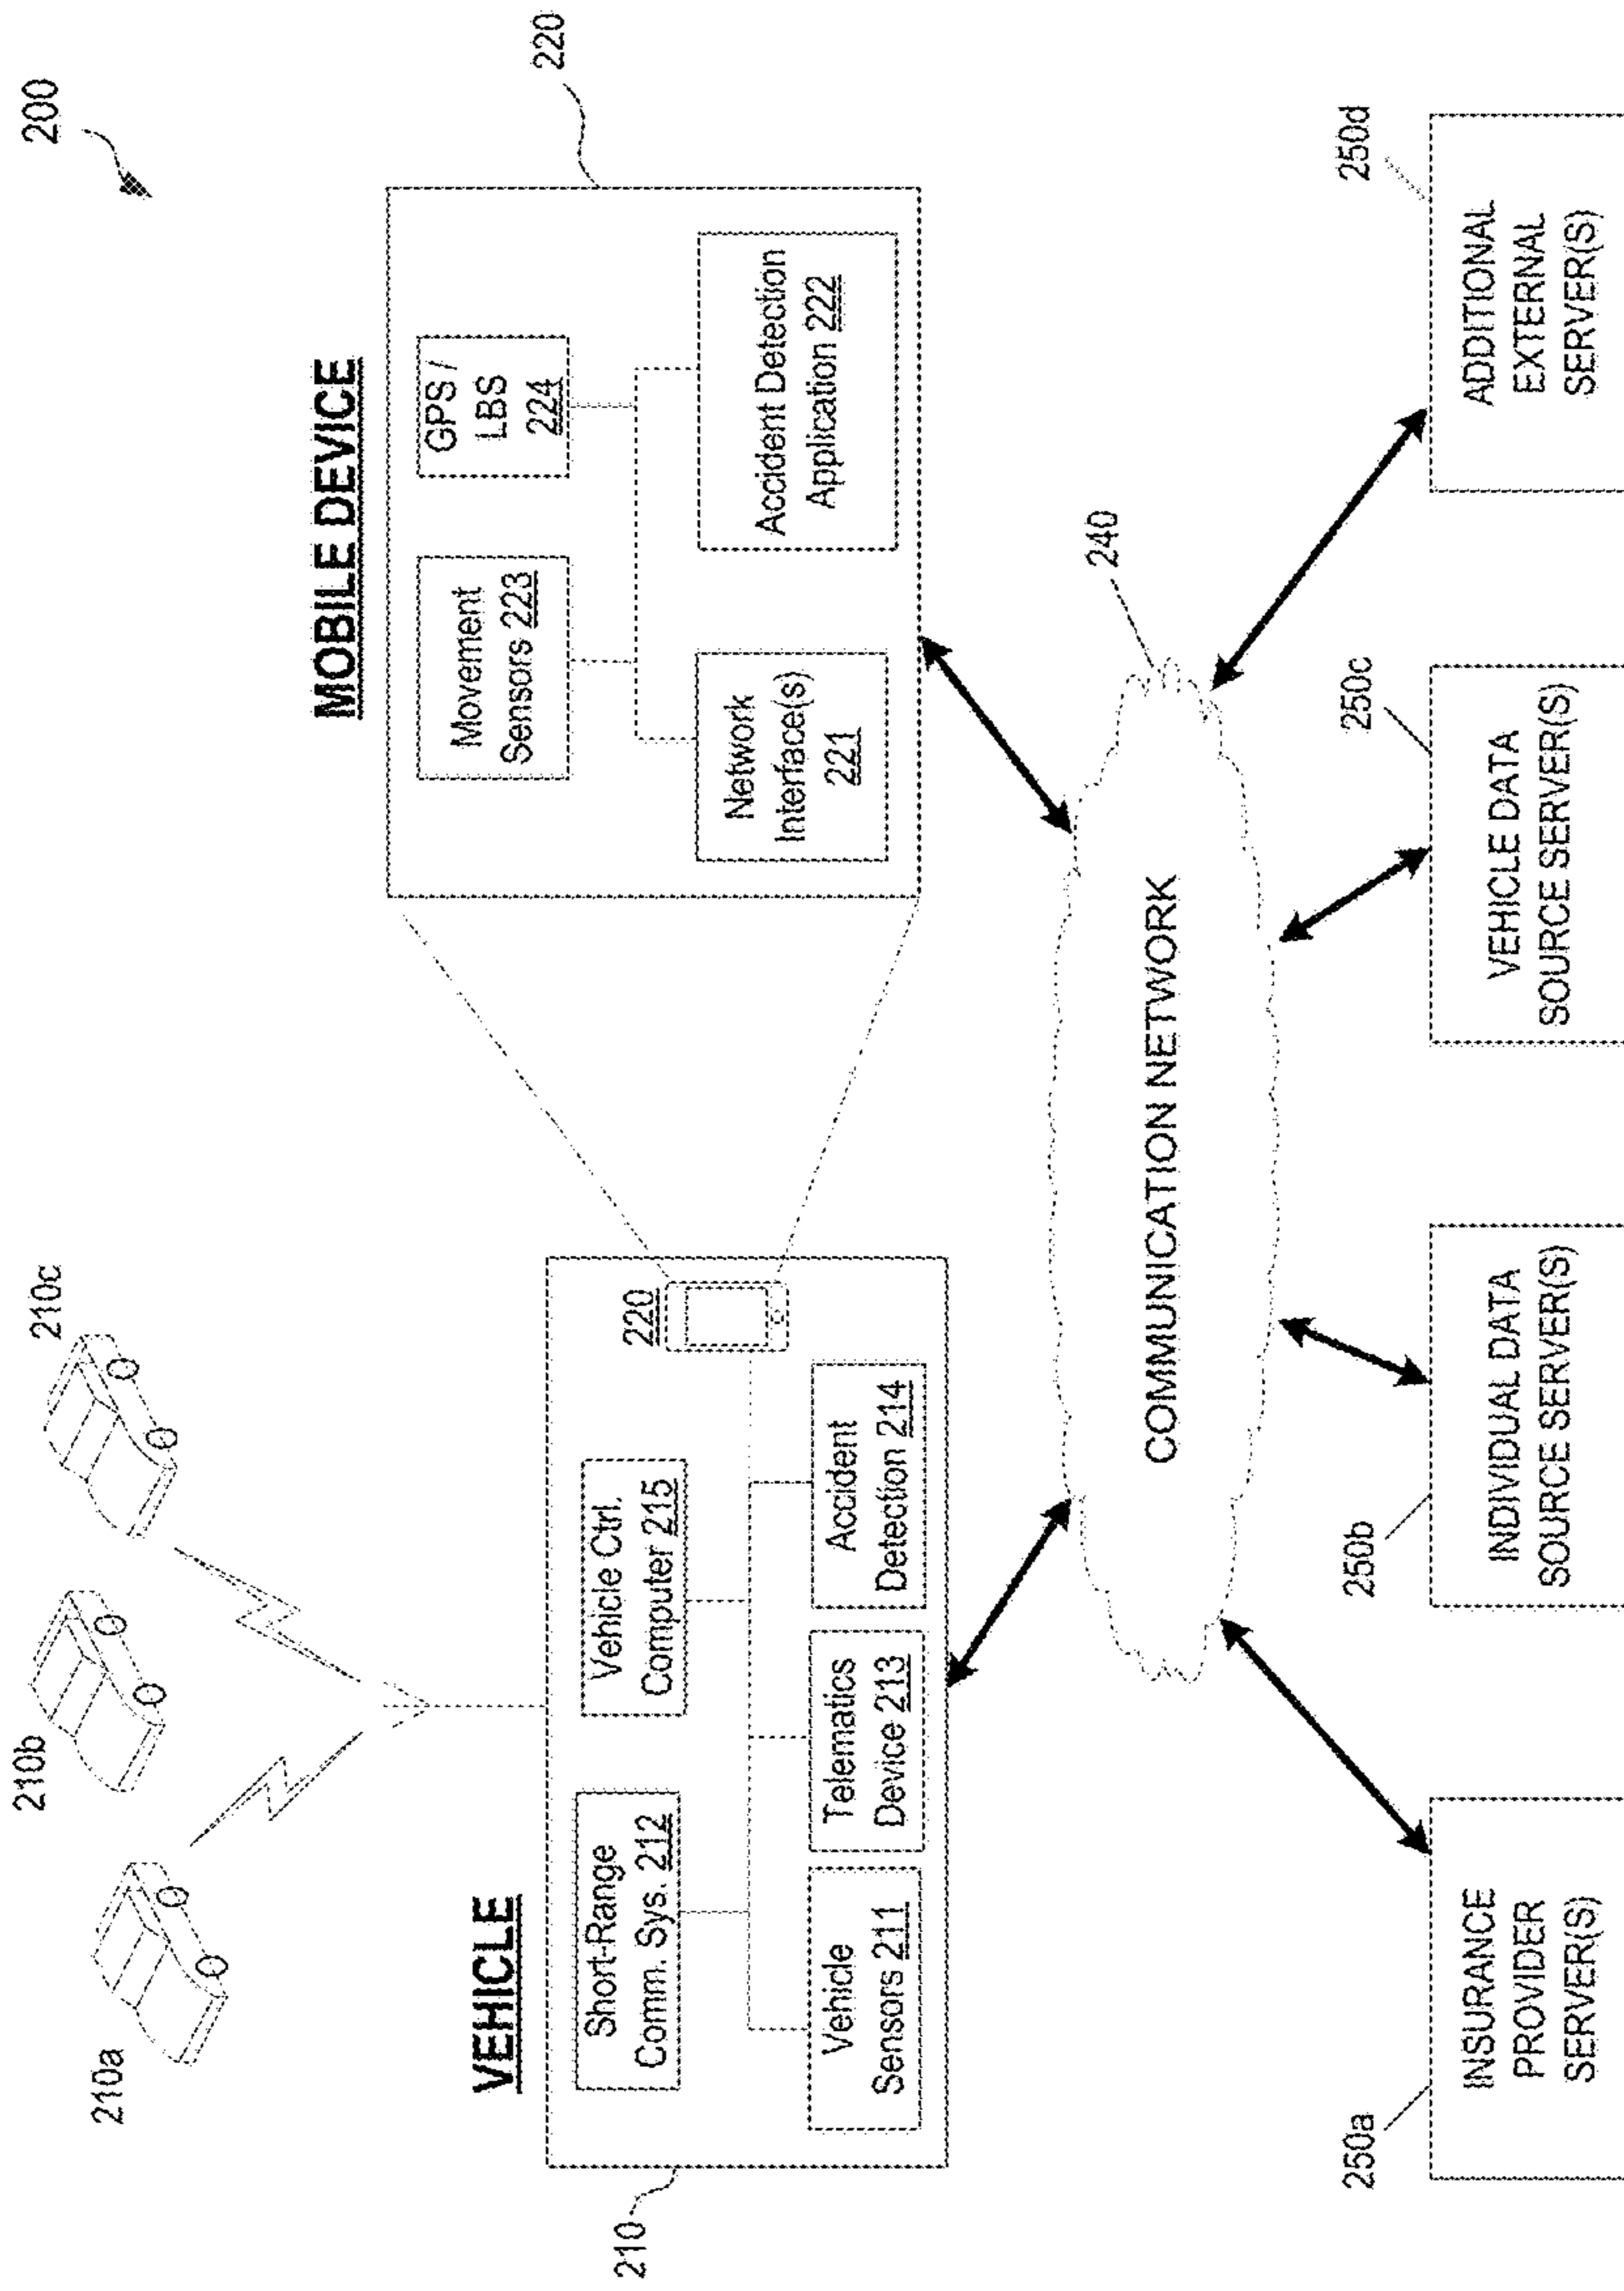 200
210a
210b
210c
VEHICLE
210
Short-Range
Comm. Sys. 212
Vehicle Ctrl.
Computer 215
220
Vehicle
Sensors 211
Telematics
Device 213
Accident
Detection 214
MOBILE DEVICE
220
Movement
Sensors 223
GPS /
LBS
224
Network
Interface(s)
221
Accident Detection
Application 222
240
COMMUNICATION NETWORK
250a
INSURANCE
PROVIDER
SERVER(S)
250b
INDIVIDUAL DATA
SOURCE SERVER(S)
250c
VEHICLE DATA
SOURCE SERVER(S)
250d
ADDITIONAL
EXTERNAL
SERVER(S)